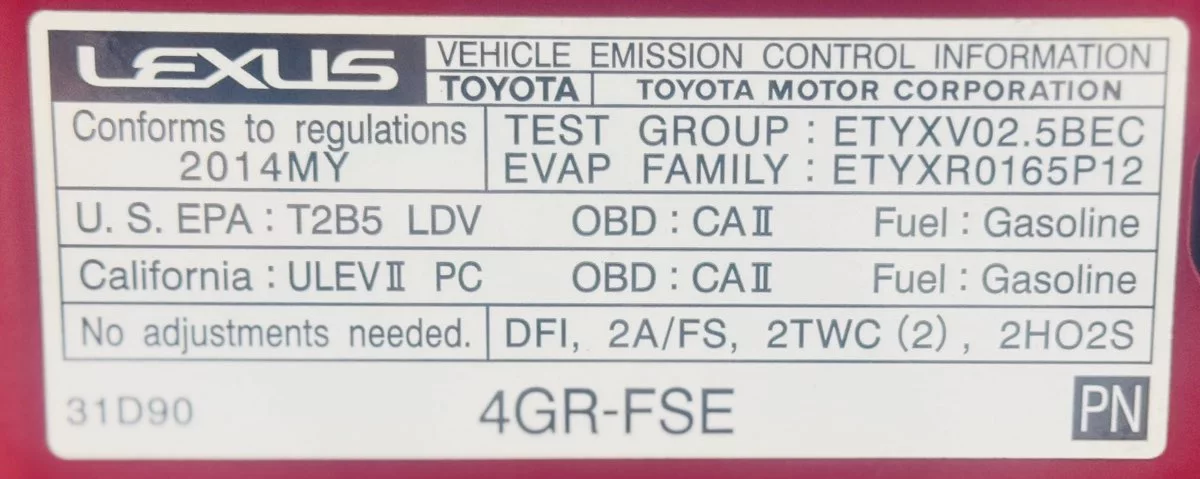 LEXUS
VEHICLE EMISSION CONTROL INFORMATION
TOYOTA TOYOTA MOTOR CORPORATION
Conforms to regulations
2014MY
TEST GROUP : ETYXV02.5BEC
EVAP FAMILY : ETYXR0165P12
U. S. EPA : T2B5 LDV OBD : CAⅡ Fuel : Gasoline
California : ULEVⅡ PC OBD : CAⅡ Fuel : Gasoline
No adjustments needed. DFI, 2A/FS, 2TWC (2) , 2HO2S
31D90 4GR-FSE PN